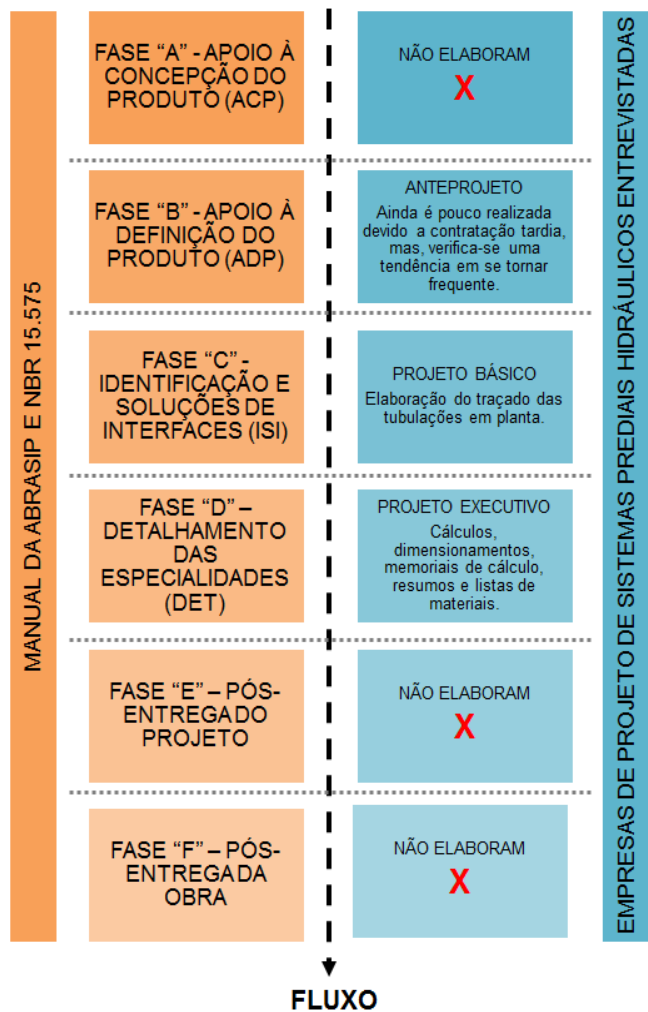 MANUAL DA ABRASIP E NBR 15.575
FASE "A" - APOIO À
CONCEPÇÃO DO
PRODUTO (ACP)
NÃO ELABORAM
X
FASE "B" - APOIO À
DEFINIÇÃO DO
PRODUTO (ADP)
ANTEPROJETO
Ainda é pouco realizada
devido a contratação tardia,
mas, verifica-se uma
tendência em se tornar
frequente.
FASE "C" -
IDENTIFICAÇÃO E
SOLUÇÕES DE
INTERFACES (ISI)
PROJETO BÁSICO
Elaboração do traçado das
tubulações em planta.
FASE "D" –
DETALHAMENTO
DAS
ESPECIALIDADES
(DET)
PROJETO EXECUTIVO
Cálculos,
dimensionamentos,
memoriais de cálculo,
resumos e listas de
materiais.
FASE "E" – PÓS-
ENTREGA DO
PROJETO
NÃO ELABORAM
X
FASE "F" – PÓS-
ENTREGA DA
OBRA
NÃO ELABORAM
X
EMPRESAS DE PROJETO DE SISTEMAS PREDIAIS HIDRÁULICOS ENTREVISTADAS
FLUXO